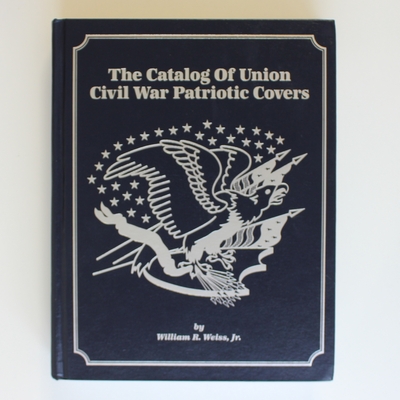 The Catalog Of Union
Civil War Patriotic Covers
by
William R. Weiss, Jr.